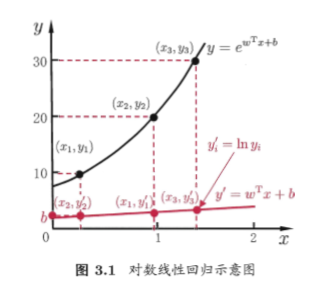 y
30
(x₃, y₃)
y = e^{wᵀx+b}
20
(x₂, y₂)
(x₁, y₁)
y′ᵢ = ln yᵢ
10
(x₂, y′₂)
(x₁, y′₁)
(x₃, y′₃)
y′ = wᵀx + b
b
0
1
2
x
图 3.1 对数线性回归示意图